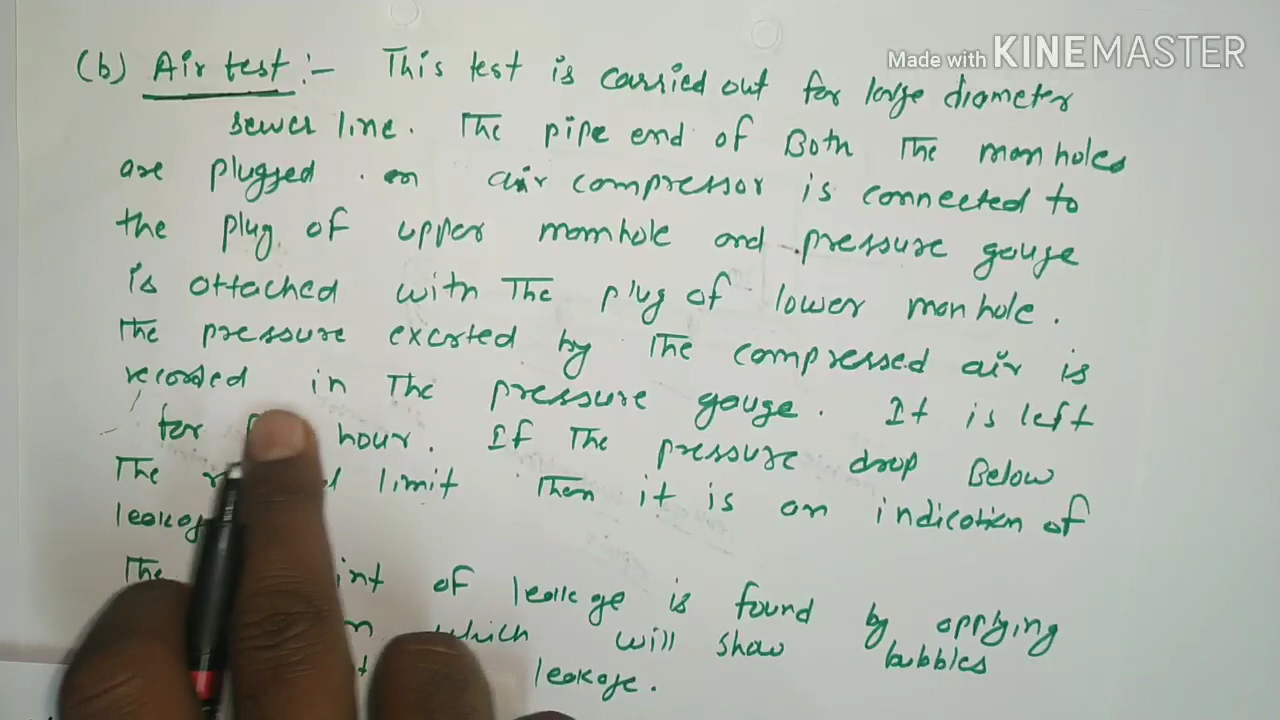 Made with KINEMASTER
(b) Air test :- This test is carried out for large diameter
sewer line. The pipe end of Both The manholes
are plugged. an air compressor is connected to
the plug of upper manhole and pressure gauge
is attached with The plug of lower manhole.
The pressure exerted by The compressed air is
recorded in The pressure gauge. It is left
for hour. If The pressure drop Below
The limit Then it is an indication of
The of leakage is found by applying
which will show bubbles
leakage.